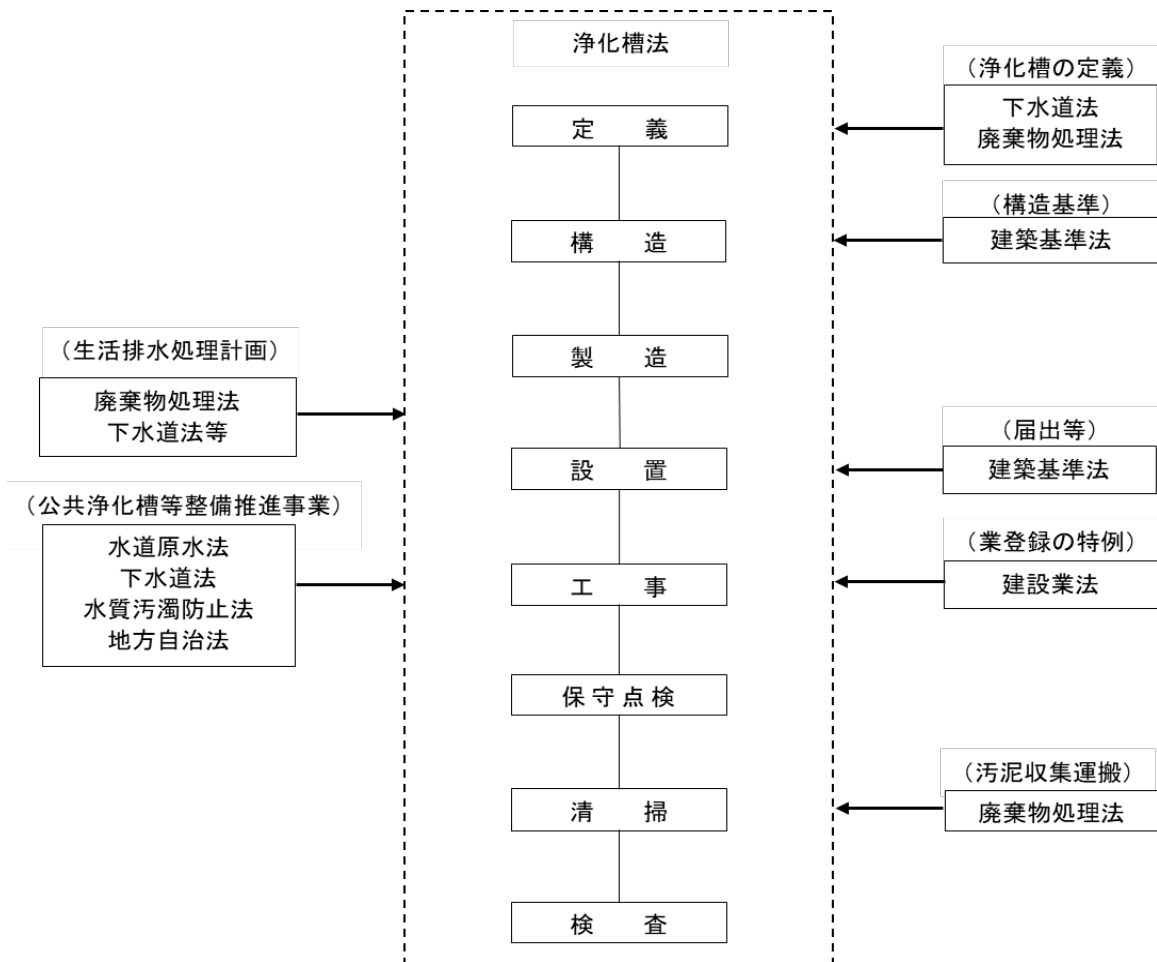 浄化槽法
定　義
構　造
製　造
設　置
工　事
保守点検
清　掃
検　査
（生活排水処理計画）
廃棄物処理法
下水道法等
（公共浄化槽等整備推進事業）
水道原水法
下水道法
水質汚濁防止法
地方自治法
（浄化槽の定義）
下水道法
廃棄物処理法
（構造基準）
建築基準法
（届出等）
建築基準法
（業登録の特例）
建設業法
（汚泥収集運搬）
廃棄物処理法